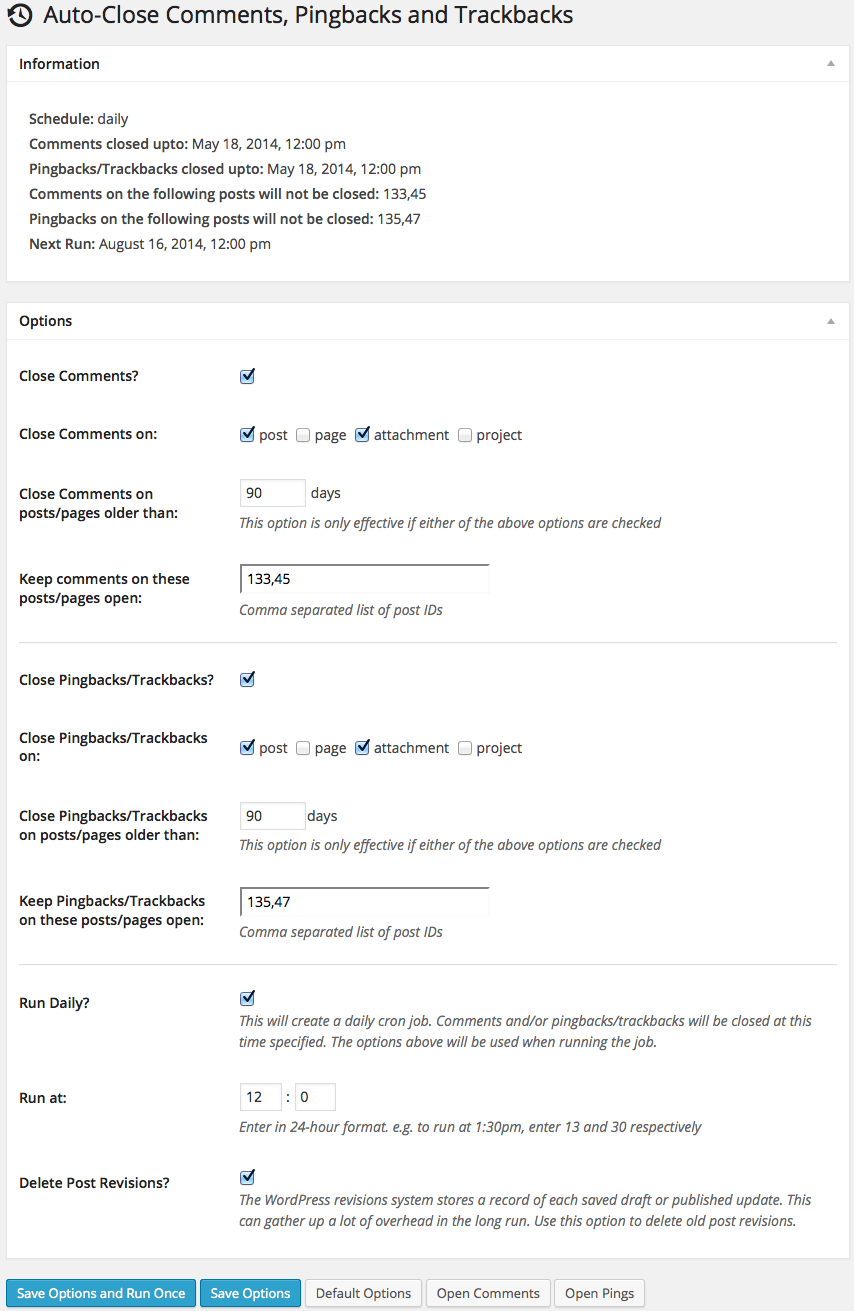 Auto-Close Comments, Pingbacks and Trackbacks
Information
Schedule: daily
Comments closed upto: May 18, 2014, 12:00 pm
Pingbacks/Trackbacks closed upto: May 18, 2014, 12:00 pm
Comments on the following posts will not be closed: 133,45
Pingbacks on the following posts will not be closed: 135,47
Next Run: August 16, 2014, 12:00 pm
Options
Close Comments?
Close Comments on: post page attachment project
Close Comments on
posts/pages older than:
90 days
This option is only effective if either of the above options are checked
Keep comments on these
posts/pages open:
133,45
Comma separated list of post IDs
Close Pingbacks/Trackbacks?
Close Pingbacks/Trackbacks
on:
post page attachment project
Close Pingbacks/Trackbacks
on posts/pages older than:
90 days
This option is only effective if either of the above options are checked
Keep Pingbacks/Trackbacks
on these posts/pages open:
135,47
Comma separated list of post IDs
Run Daily?
This will create a daily cron job. Comments and/or pingbacks/trackbacks will be closed at this
time specified. The options above will be used when running the job.
Run at: 12 : 0
Enter in 24-hour format. e.g. to run at 1:30pm, enter 13 and 30 respectively
Delete Post Revisions?
The WordPress revisions system stores a record of each saved draft or published update. This
can gather up a lot of overhead in the long run. Use this option to delete old post revisions.
Save Options and Run Once Save Options Default Options Open Comments Open Pings